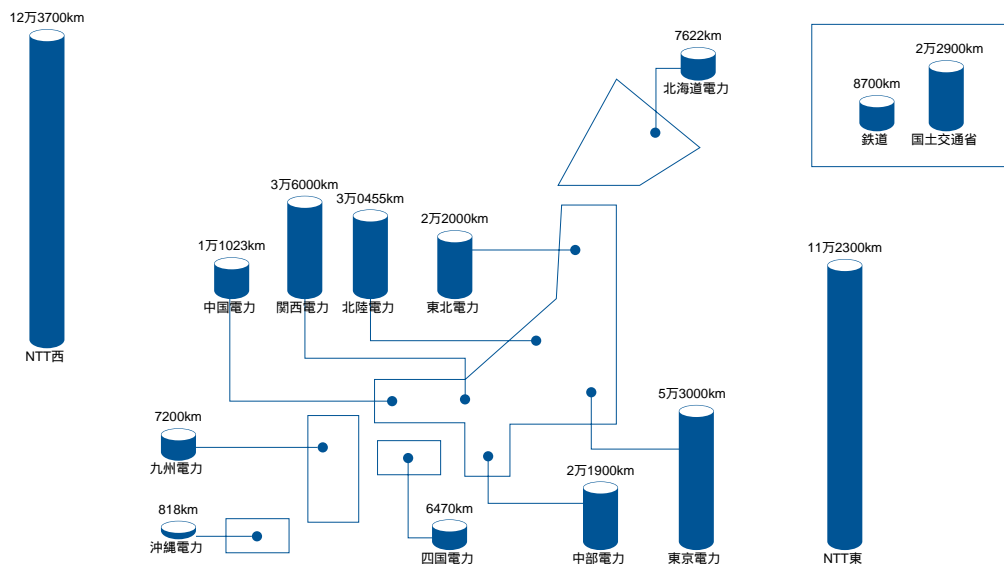 12万3700km
NTT西
7622km
北海道電力
8700km
鉄道
2万2900km
国土交通省
3万6000km
関西電力
3万0455km
北陸電力
2万2000km
東北電力
1万1023km
中国電力
11万2300km
NTT東
7200km
九州電力
5万3000km
東京電力
2万1900km
中部電力
818km
沖縄電力
6470km
四国電力